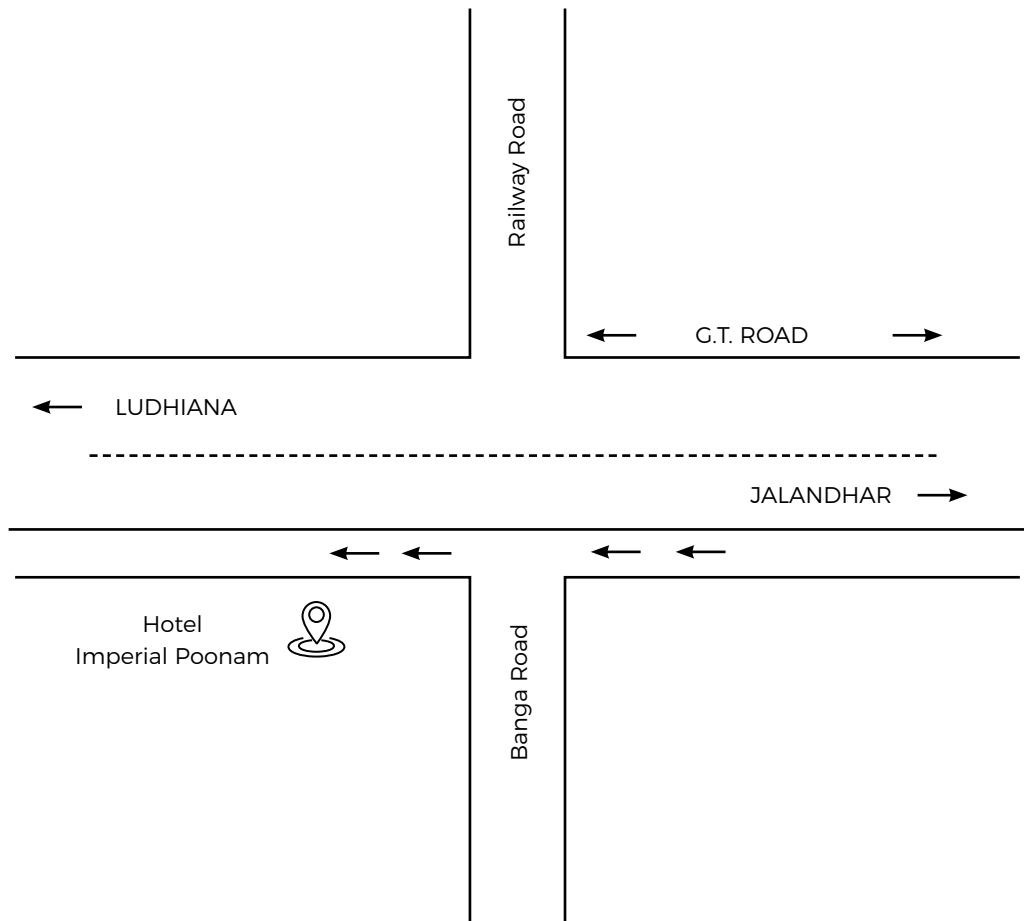 Railway Road
G.T. ROAD
LUDHIANA
JALANDHAR
Hotel
Imperial Poonam
Banga Road